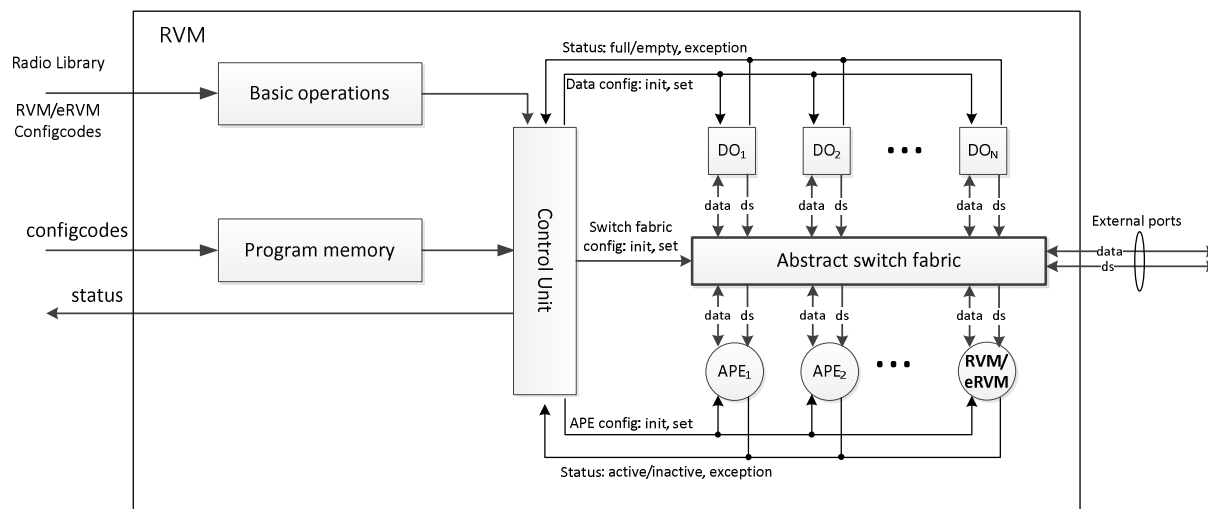 RVM
Status: full/empty, exception
Radio Library
Basic operations
Data config: init, set
RVM/eRVM
Configcodes
DO1
DO2
• • •
DON
data
ds
data
ds
data
ds
Control Unit
configcodes
Program memory
Switch fabric
config: init, set
Abstract switch fabric
External ports
data
ds
status
data
ds
data
ds
data
ds
APE1
APE2
• • •
RVM/
eRVM
APE config: init, set
Status: active/inactive, exception